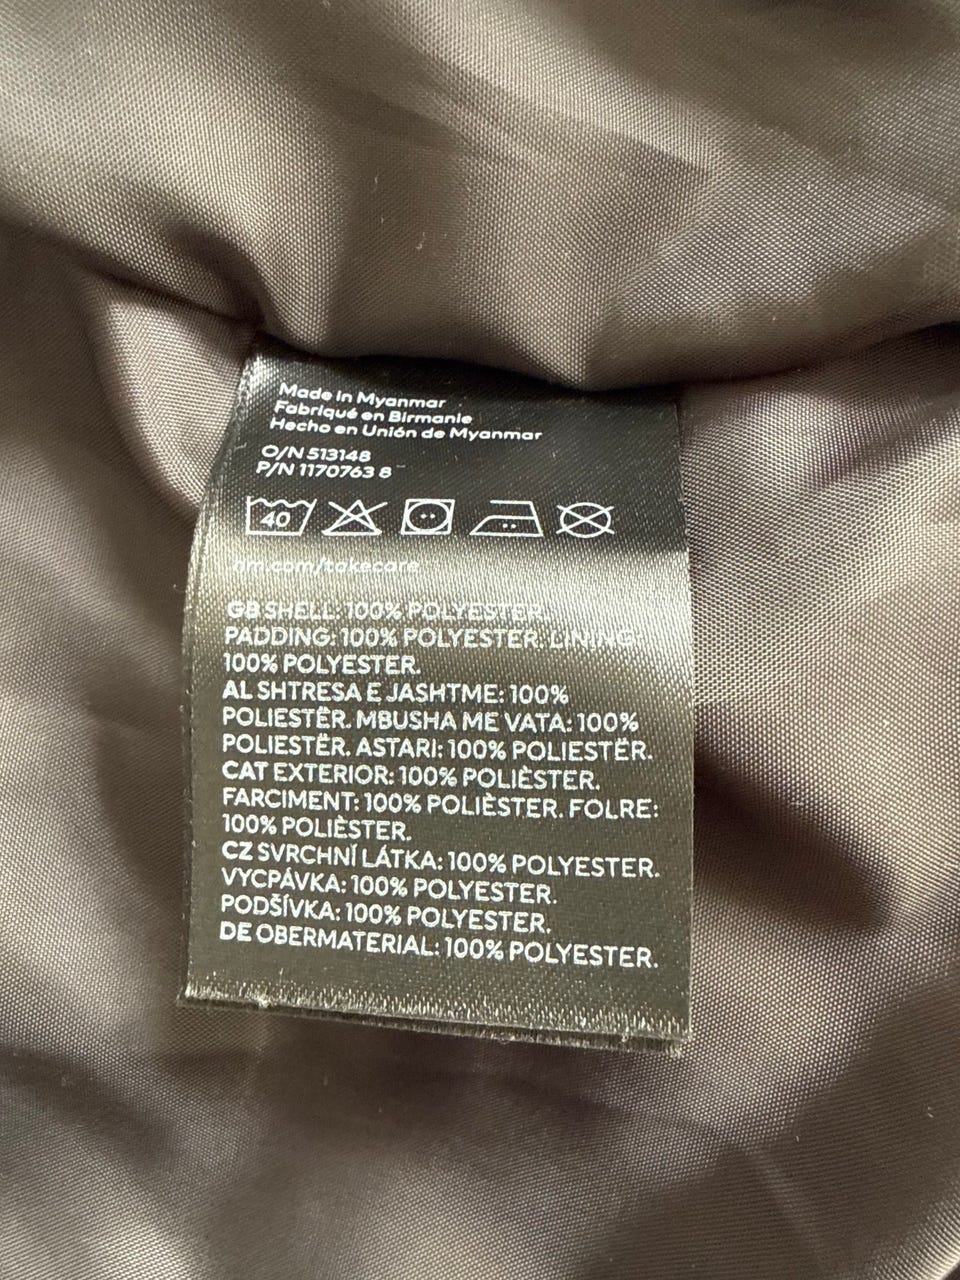 Made in Myanmar
Fabriqué en Birmanie
Hecho en Unión de Myanmar
O/N 513148
P/N 1170763 8
40
hm.com/takecare
GB SHELL: 100% POLYESTER.
PADDING: 100% POLYESTER. LINING:
100% POLYESTER.
AL SHTRESA E JASHTME: 100%
POLIESTËR. MBUSHA ME VATA: 100%
POLIESTËR. ASTARI: 100% POLIESTËR.
CAT EXTERIOR: 100% POLIÈSTER.
FARCIMENT: 100% POLIÈSTER. FOLRE:
100% POLIÈSTER.
CZ SVRCHNÍ LÁTKA: 100% POLYESTER.
VYCPÁVKA: 100% POLYESTER.
PODŠÍVKA: 100% POLYESTER.
DE OBERMATERIAL: 100% POLYESTER.